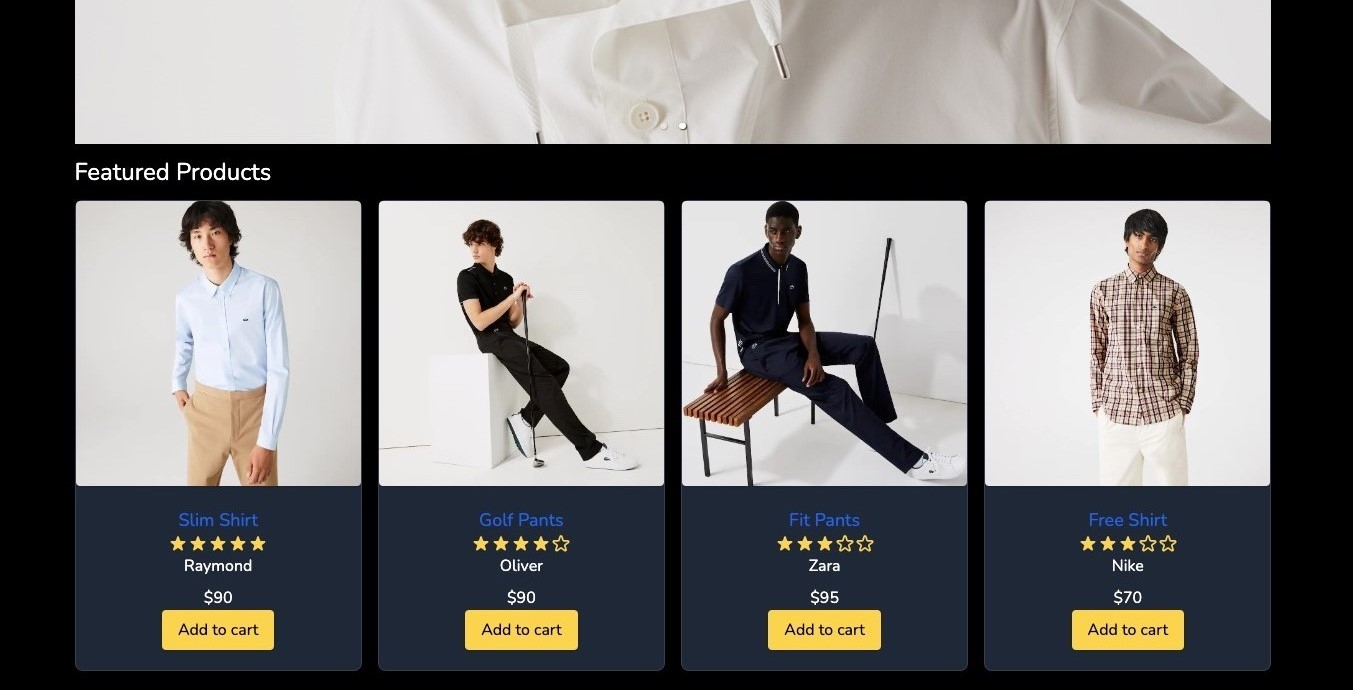 Featured Products
Slim Shirt
Raymond
$90
Add to cart
Golf Pants
Oliver
$90
Add to cart
Fit Pants
Zara
$95
Add to cart
Free Shirt
Nike
$70
Add to cart